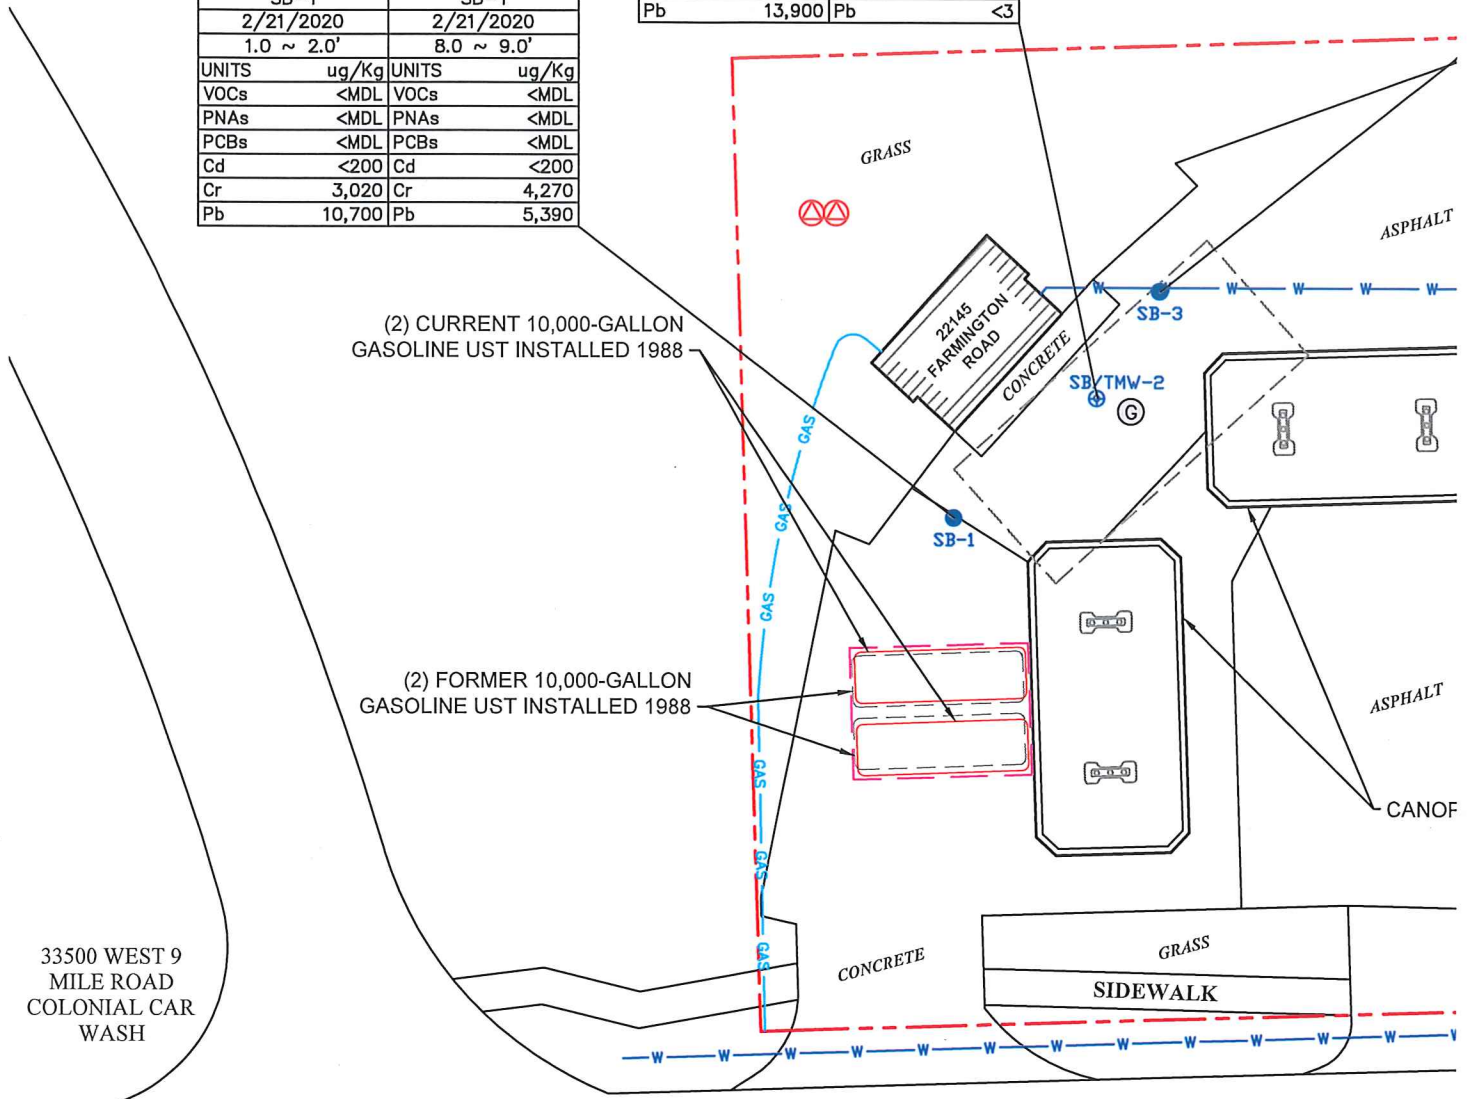 SB-1 SB-1
2/21/2020 2/21/2020
1.0 ~ 2.0' 8.0 ~ 9.0'
UNITS ug/Kg UNITS ug/Kg
VOCs <MDL VOCs <MDL
PNAs <MDL PNAs <MDL
PCBs <MDL PCBs <MDL
Cd <200 Cd <200
Cr 3,020 Cr 4,270
Pb 10,700 Pb 5,390
Pb 13,900 Pb <3
GRASS
ASPHALT
W W W W W
SB-3
22145
FARMINGTON
ROAD
CONCRETE
(2) CURRENT 10,000-GALLON
GASOLINE UST INSTALLED 1988
SB/TMW-2
G
GAS
GAS
SB-1
GAS
(2) FORMER 10,000-GALLON
GASOLINE UST INSTALLED 1988
ASPHALT
GAS
CANOP
GAS
GAS
33500 WEST 9
MILE ROAD
COLONIAL CAR
WASH
CONCRETE
GRASS
SIDEWALK
W W W W W W W W W W W W W